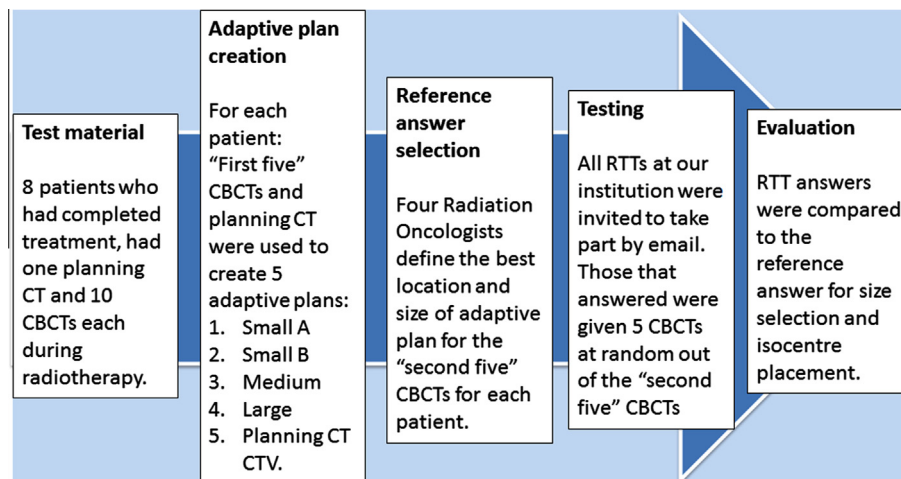 Test material
8 patients who
had completed
treatment, had
one planning
CT and 10
CBCTs each
during
radiotherapy.
Adaptive plan
creation
For each
patient:
“First five”
CBCTs and
planning CT
were used to
create 5
adaptive plans:
1. Small A
2. Small B
3. Medium
4. Large
5. Planning CT
CTV.
Reference
answer
selection
Four Radiation
Oncologists
define the best
location and
size of adaptive
plan for the
“second five”
CBCTs for each
patient.
Testing
All RTTs at our
institution were
invited to take
part by email.
Those that
answered were
given 5 CBCTs
at random out
of the “second
five” CBCTs
Evaluation
RTT answers
were compared
to the
reference
answer for size
selection and
isocentre
placement.